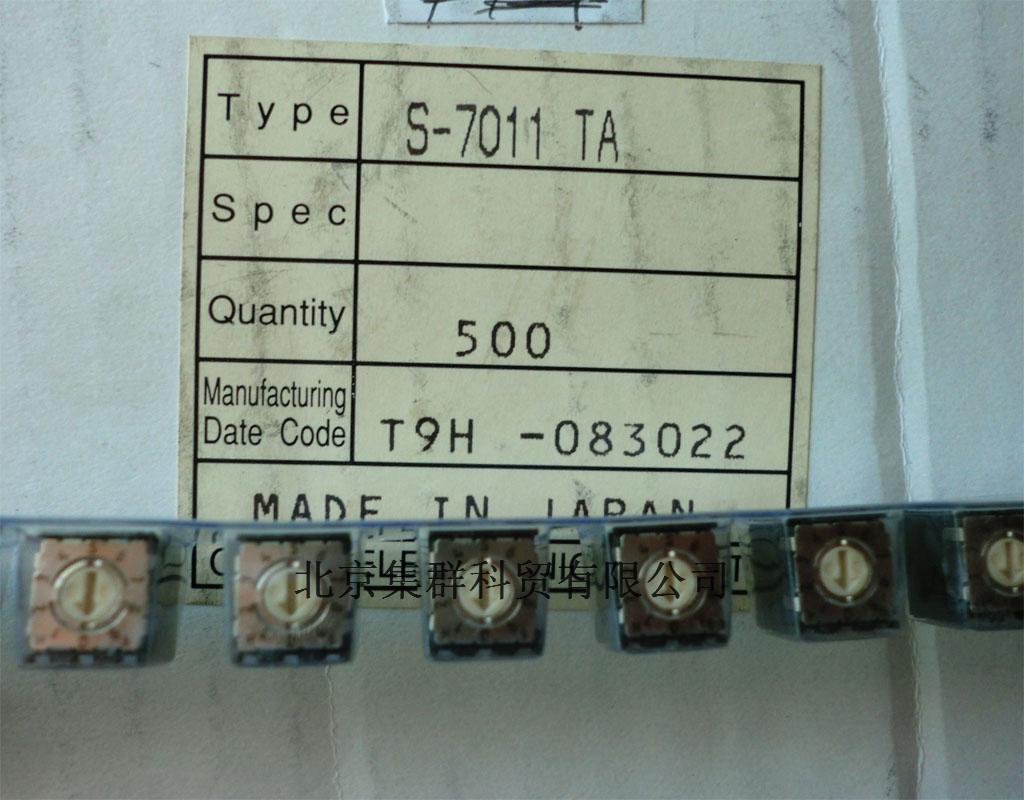 Type S-7011 TA
Spec
Quantity 500
Manufacturing
Date Code T9H -083022
MADE IN JAPAN
北京集群科贸有限公司